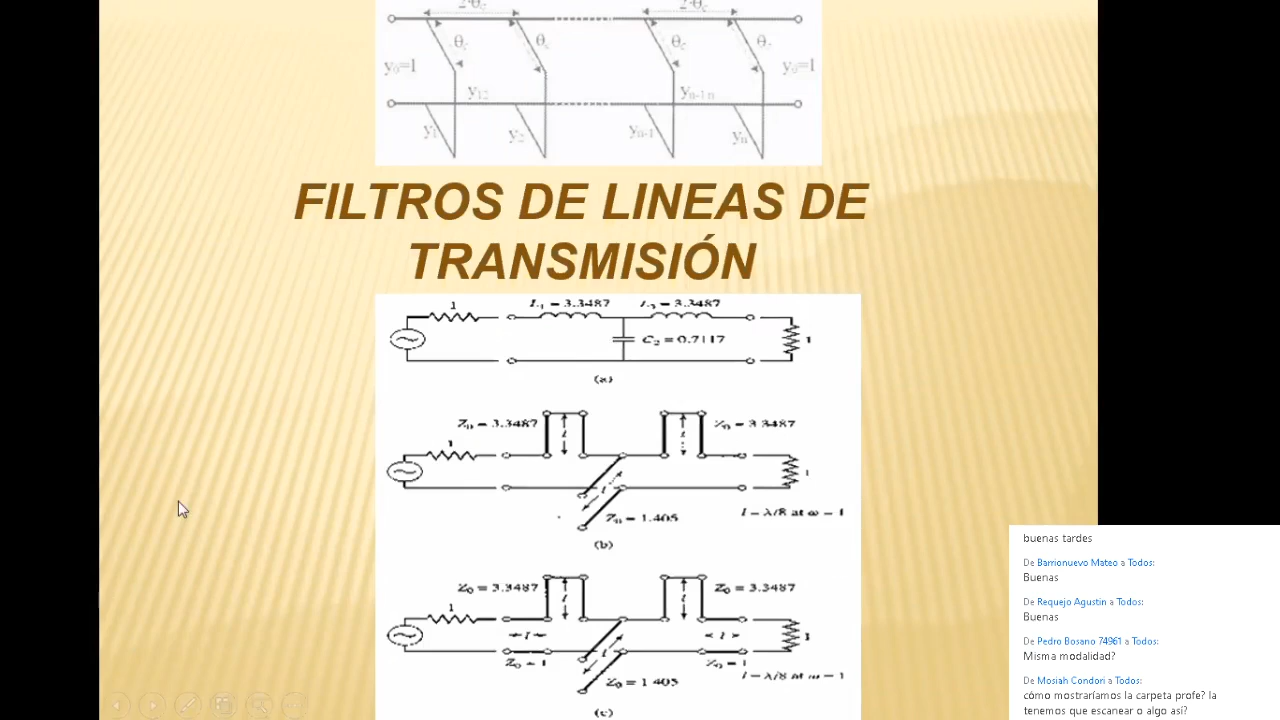 2·θc
2·θc
θc
θc
θc
y0=1
y0=1
y12
yn-1n
y1
y2
yn-1
yn
FILTROS DE LINEAS DE
TRANSMISIÓN
1
L1 = 3.3487
L3 = 3.3487
C2 = 0.7117
1
(a)
Z0 = 3.3487
l
l
Z0 = 3.3487
1
1
l
Z0 = 1.405
l = λ/8 at ω = 1
(b)
Z0 = 3.3487
l
l
Z0 = 3.3487
1
l
l
1
l
Z0 = 1
Z0 = 1
Z0 = 1.405
l = λ/8 at ω = 1
(c)
buenas tardes
De Barrionuevo Mateo a Todos:
Buenas
De Requejo Agustin a Todos:
Buenas
De Pedro Bosano 74961 a Todos:
Misma modalidad?
De Mosiah Condori a Todos:
cómo mostraríamos la carpeta profe? la
tenemos que escanear o algo así?